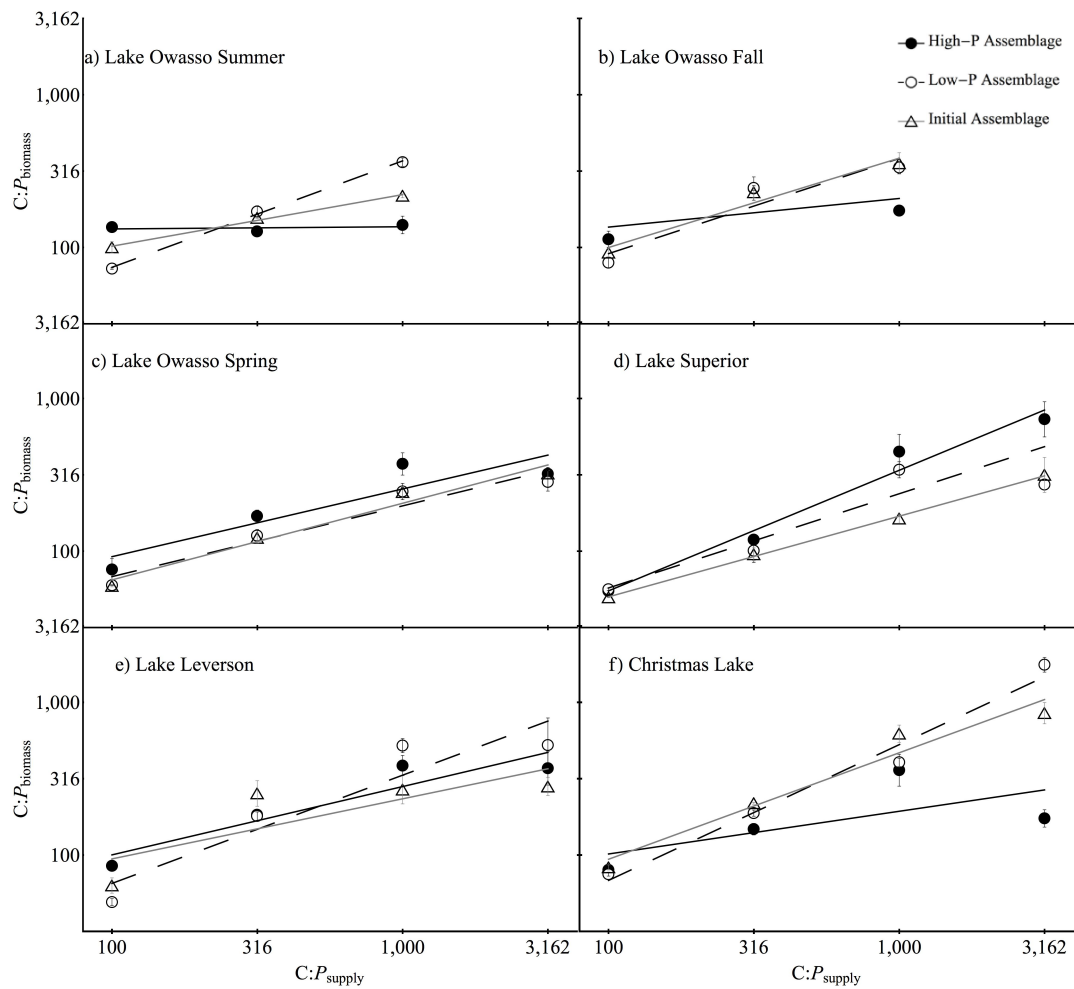 3,162
a) Lake Owasso Summer
b) Lake Owasso Fall
High−P Assemblage
Low−P Assemblage
Initial Assemblage
1,000
316
100
C:Pbiomass
3,162
c) Lake Owasso Spring
d) Lake Superior
1,000
316
100
C:Pbiomass
3,162
e) Lake Leverson
f) Christmas Lake
1,000
316
100
C:Pbiomass
100 316 1,000 3,162
100 316 1,000 3,162
C:Psupply
C:Psupply